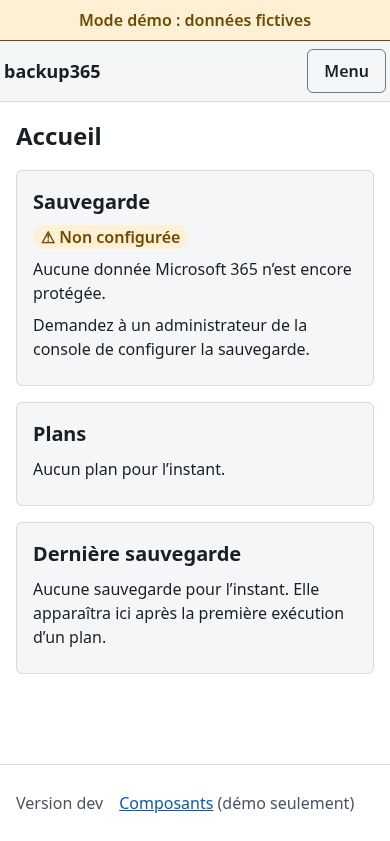 Mode démo : données fictives
backup365
Menu
Accueil
Sauvegarde
⚠ Non configurée
Aucune donnée Microsoft 365 n’est encore
protégée.
Demandez à un administrateur de la
console de configurer la sauvegarde.
Plans
Aucun plan pour l’instant.
Dernière sauvegarde
Aucune sauvegarde pour l’instant. Elle
apparaîtra ici après la première exécution
d’un plan.
Version dev Composants (démo seulement)